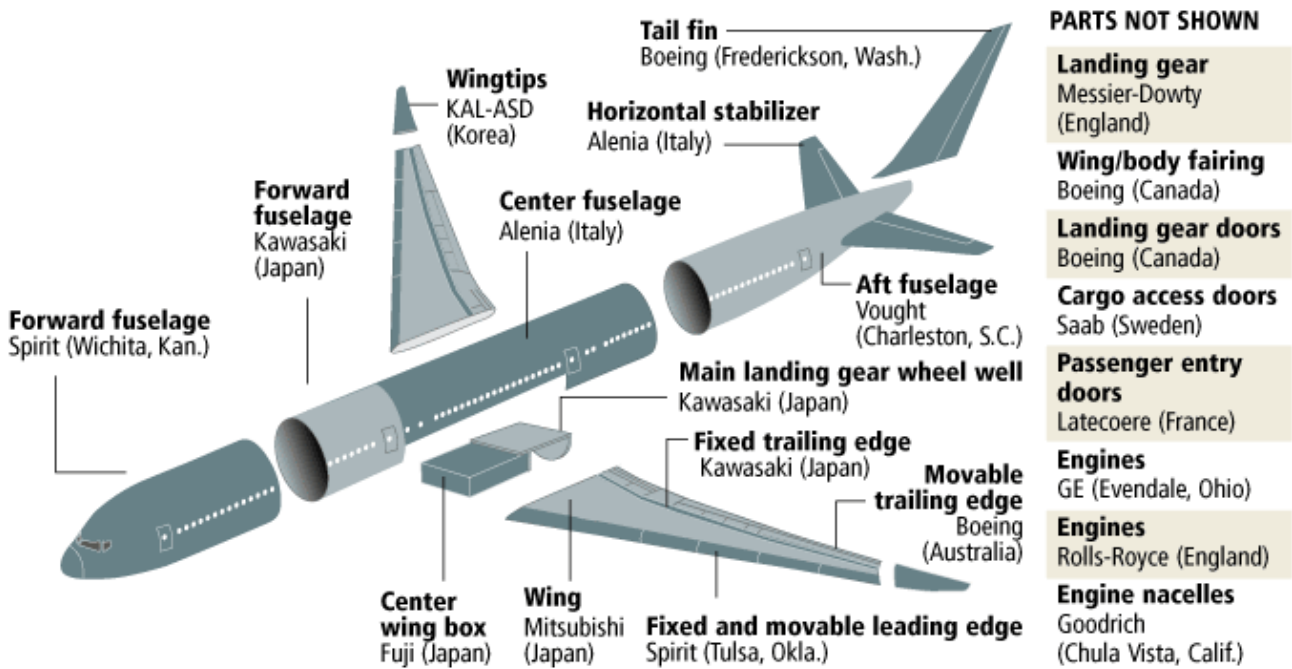 Tail fin
Boeing (Frederickson, Wash.)
Wingtips
KAL-ASD
(Korea)
Horizontal stabilizer
Alenia (Italy)
Forward
fuselage
Kawasaki
(Japan)
Center fuselage
Alenia (Italy)
Forward fuselage
Spirit (Wichita, Kan.)
Aft fuselage
Vought
(Charleston, S.C.)
Main landing gear wheel well
Kawasaki (Japan)
Fixed trailing edge
Kawasaki (Japan)
Movable
trailing edge
Boeing
(Australia)
Center
wing box
Fuji (Japan)
Wing
Mitsubishi
(Japan)
Fixed and movable leading edge
Spirit (Tulsa, Okla.)
PARTS NOT SHOWN
Landing gear
Messier-Dowty
(England)
Wing/body fairing
Boeing (Canada)
Landing gear doors
Boeing (Canada)
Cargo access doors
Saab (Sweden)
Passenger entry
doors
Latecoere (France)
Engines
GE (Evendale, Ohio)
Engines
Rolls-Royce (England)
Engine nacelles
Goodrich
(Chula Vista, Calif.)